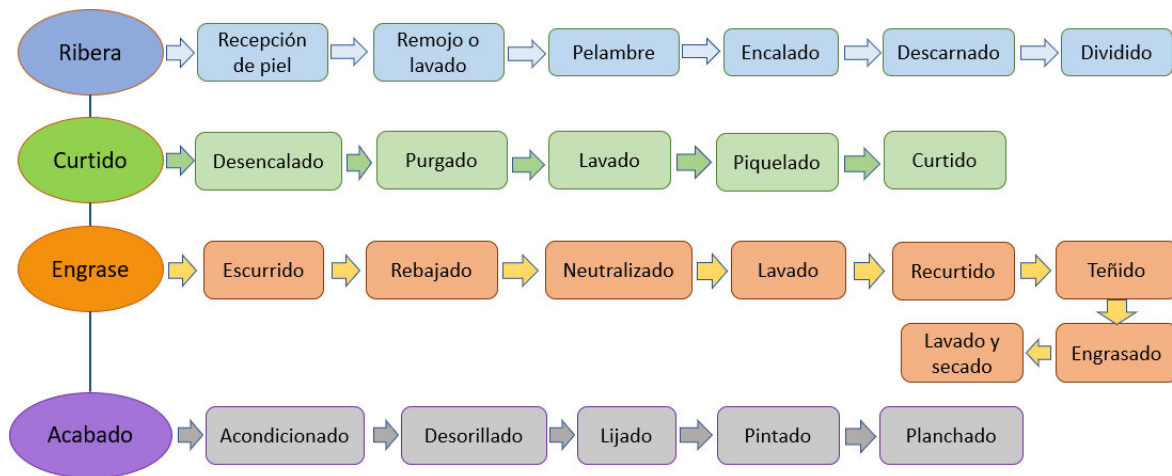 Ribera
Recepción
de piel
Remojo o
lavado
Pelambre
Encalado
Descarnado
Dividido
Curtido
Desencalado
Purgado
Lavado
Piquelado
Curtido
Engrase
Escurrido
Rebajado
Neutralizado
Lavado
Recurtido
Teñido
Engrasado
Lavado y
secado
Acabado
Acondicionado
Desorillado
Lijado
Pintado
Planchado